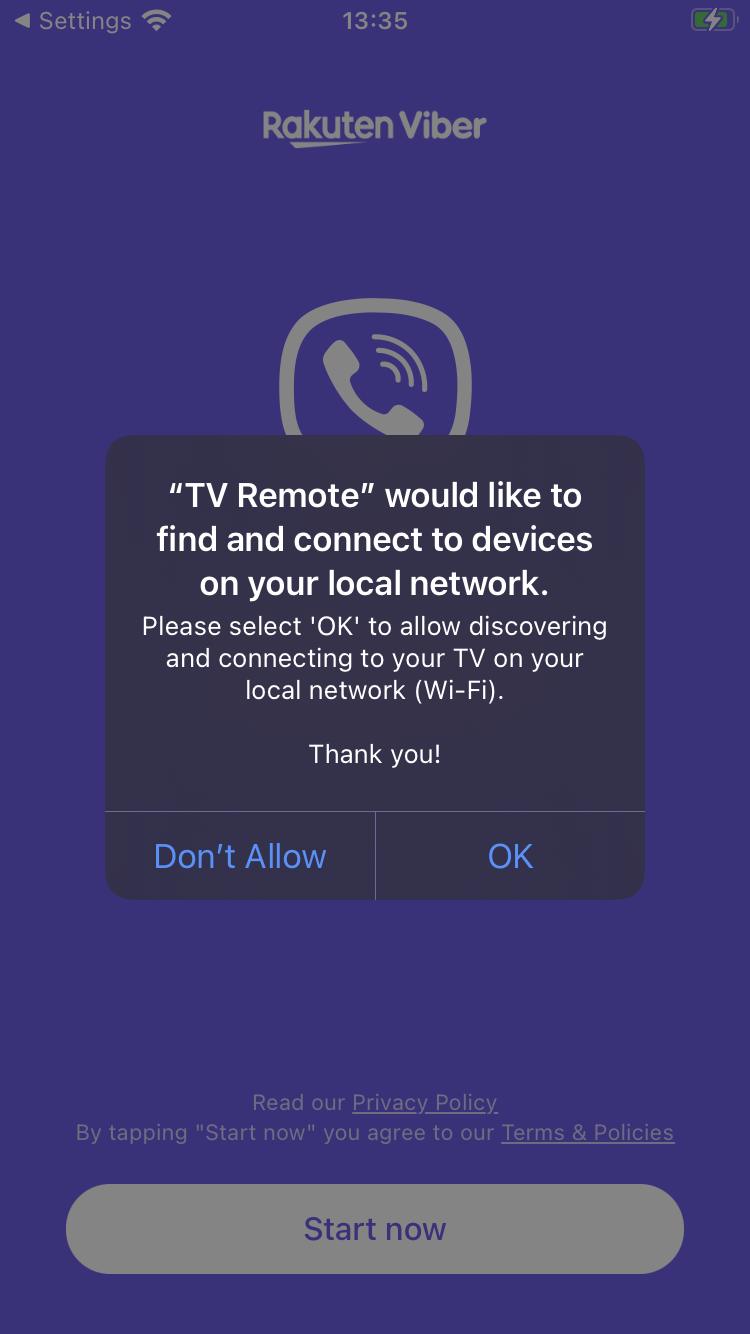 Settings
13:35
Rakuten Viber
“TV Remote” would like to
find and connect to devices
on your local network.
Please select 'OK' to allow discovering
and connecting to your TV on your
local network (Wi-Fi).
Thank you!
Don’t Allow
OK
Read our Privacy Policy
By tapping "Start now" you agree to our Terms & Policies
Start now